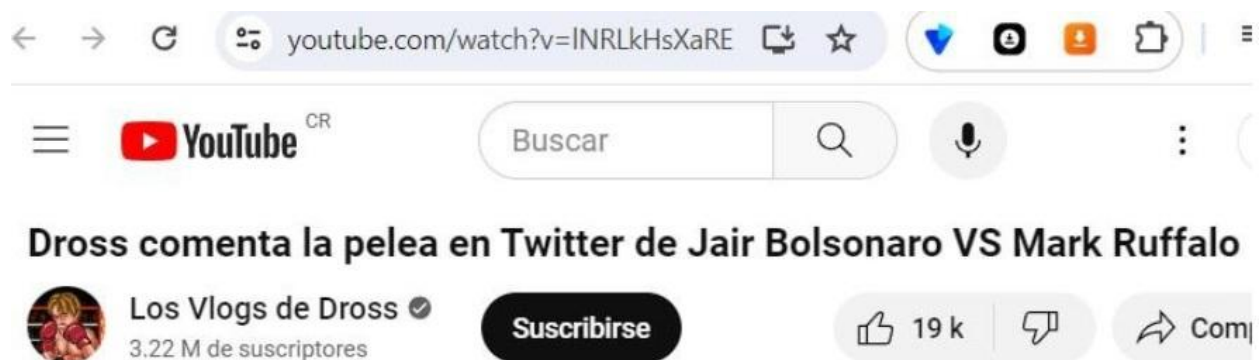 youtube.com/watch?v=lNRLkHsXaRE
YouTube CR
Buscar
Dross comenta la pelea en Twitter de Jair Bolsonaro VS Mark Ruffalo
Los Vlogs de Dross
Suscribirse
19 k
Comp
3.22 M de suscriptores